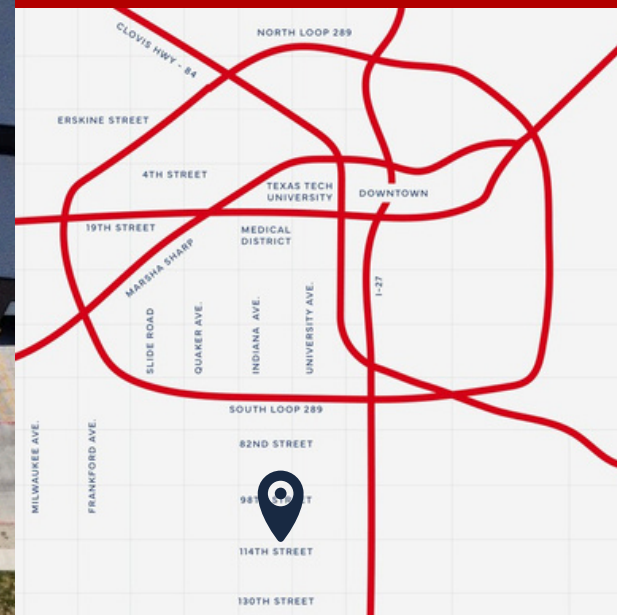 NORTH LOOP 289
CLOVIS HWY - 84
ERSKINE STREET
4TH STREET
TEXAS TECH
UNIVERSITY
DOWNTOWN
19TH STREET
MEDICAL
DISTRICT
MARSHA SHARP
I-27
SLIDE ROAD
QUAKER AVE.
INDIANA AVE.
UNIVERSITY AVE.
SOUTH LOOP 289
MILWAUKEE AVE.
FRANKFORD AVE.
82ND STREET
114TH STREET
130TH STREET